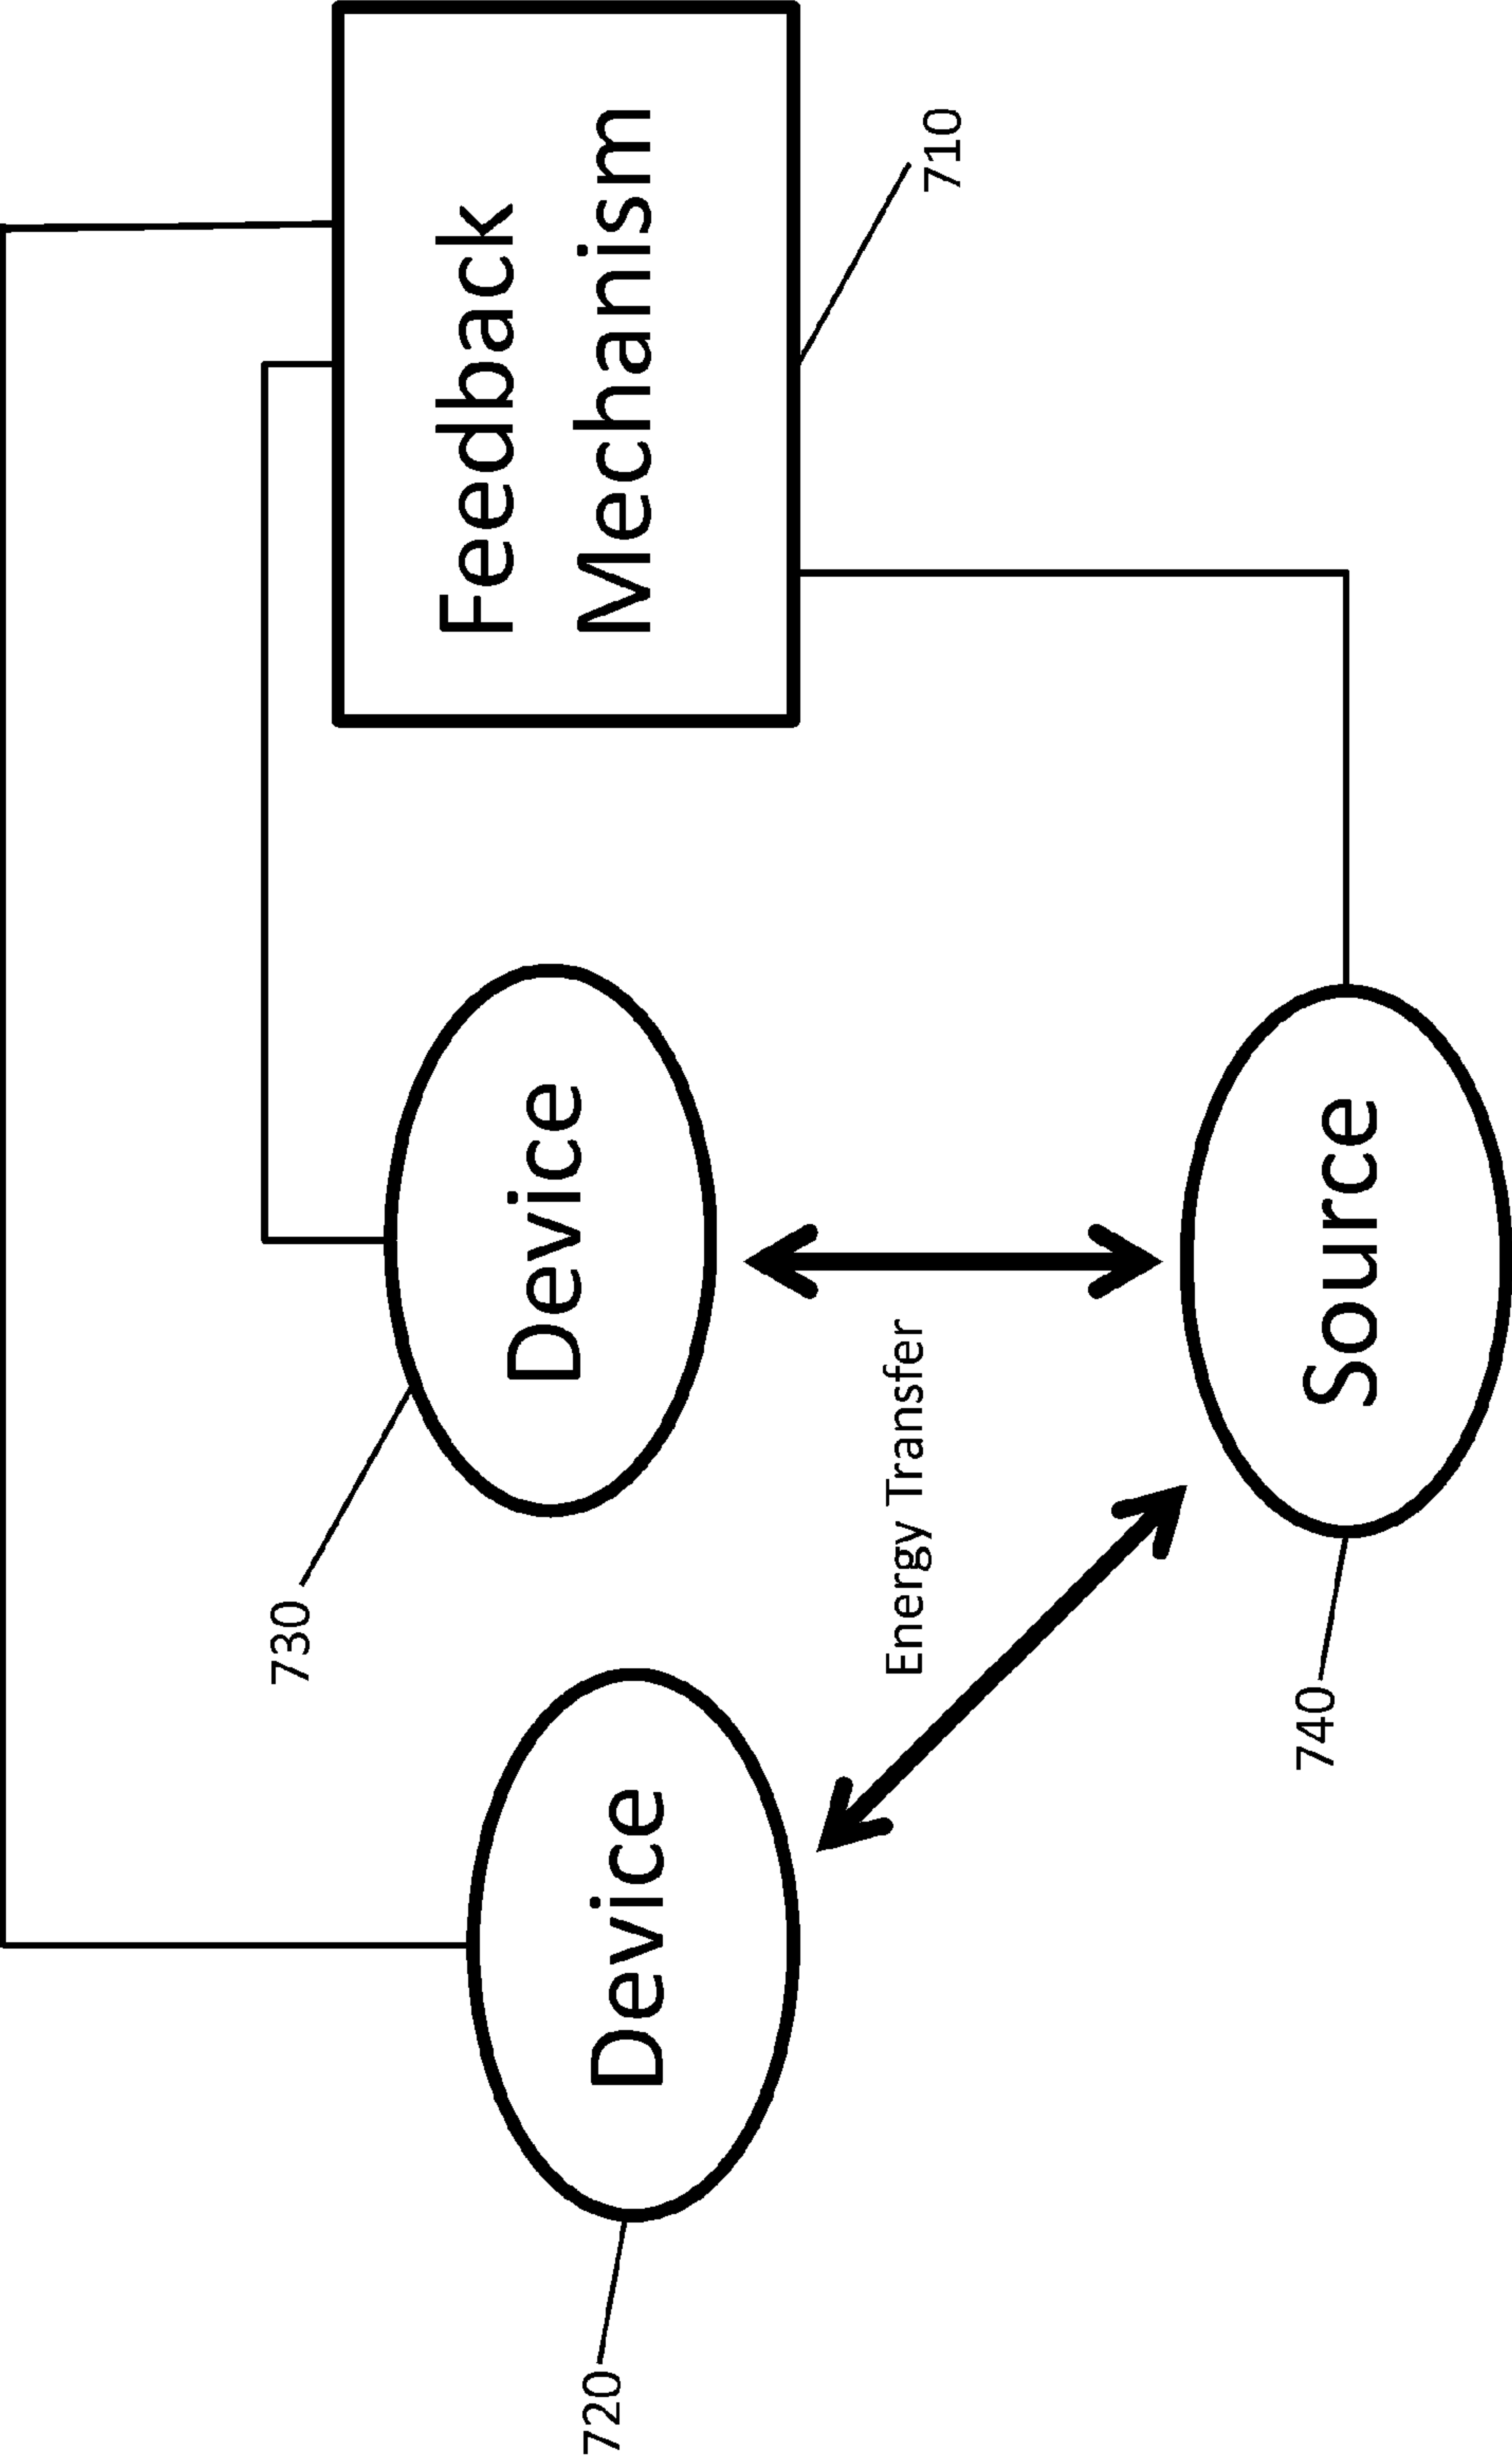 Feedback
Mechanism
710
Device
730
Device
720
Energy Transfer
Source
740